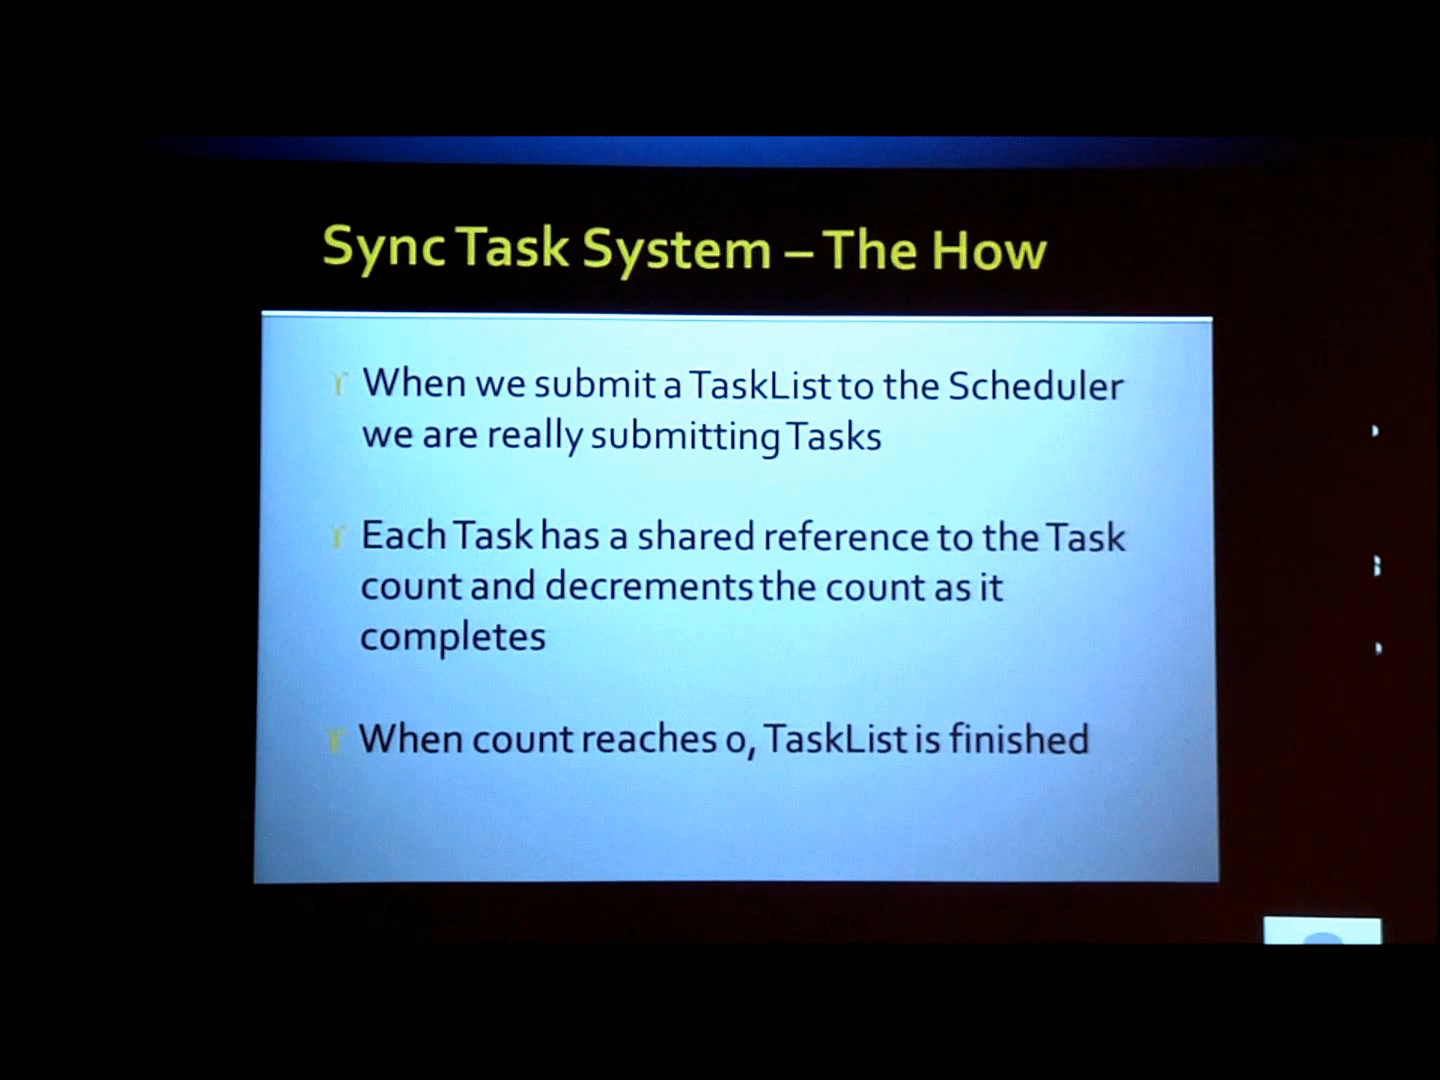 Sync Task System – The How
When we submit a TaskList to the Scheduler
we are really submitting Tasks
Each Task has a shared reference to the Task
count and decrements the count as it
completes
When count reaches 0, TaskList is finished